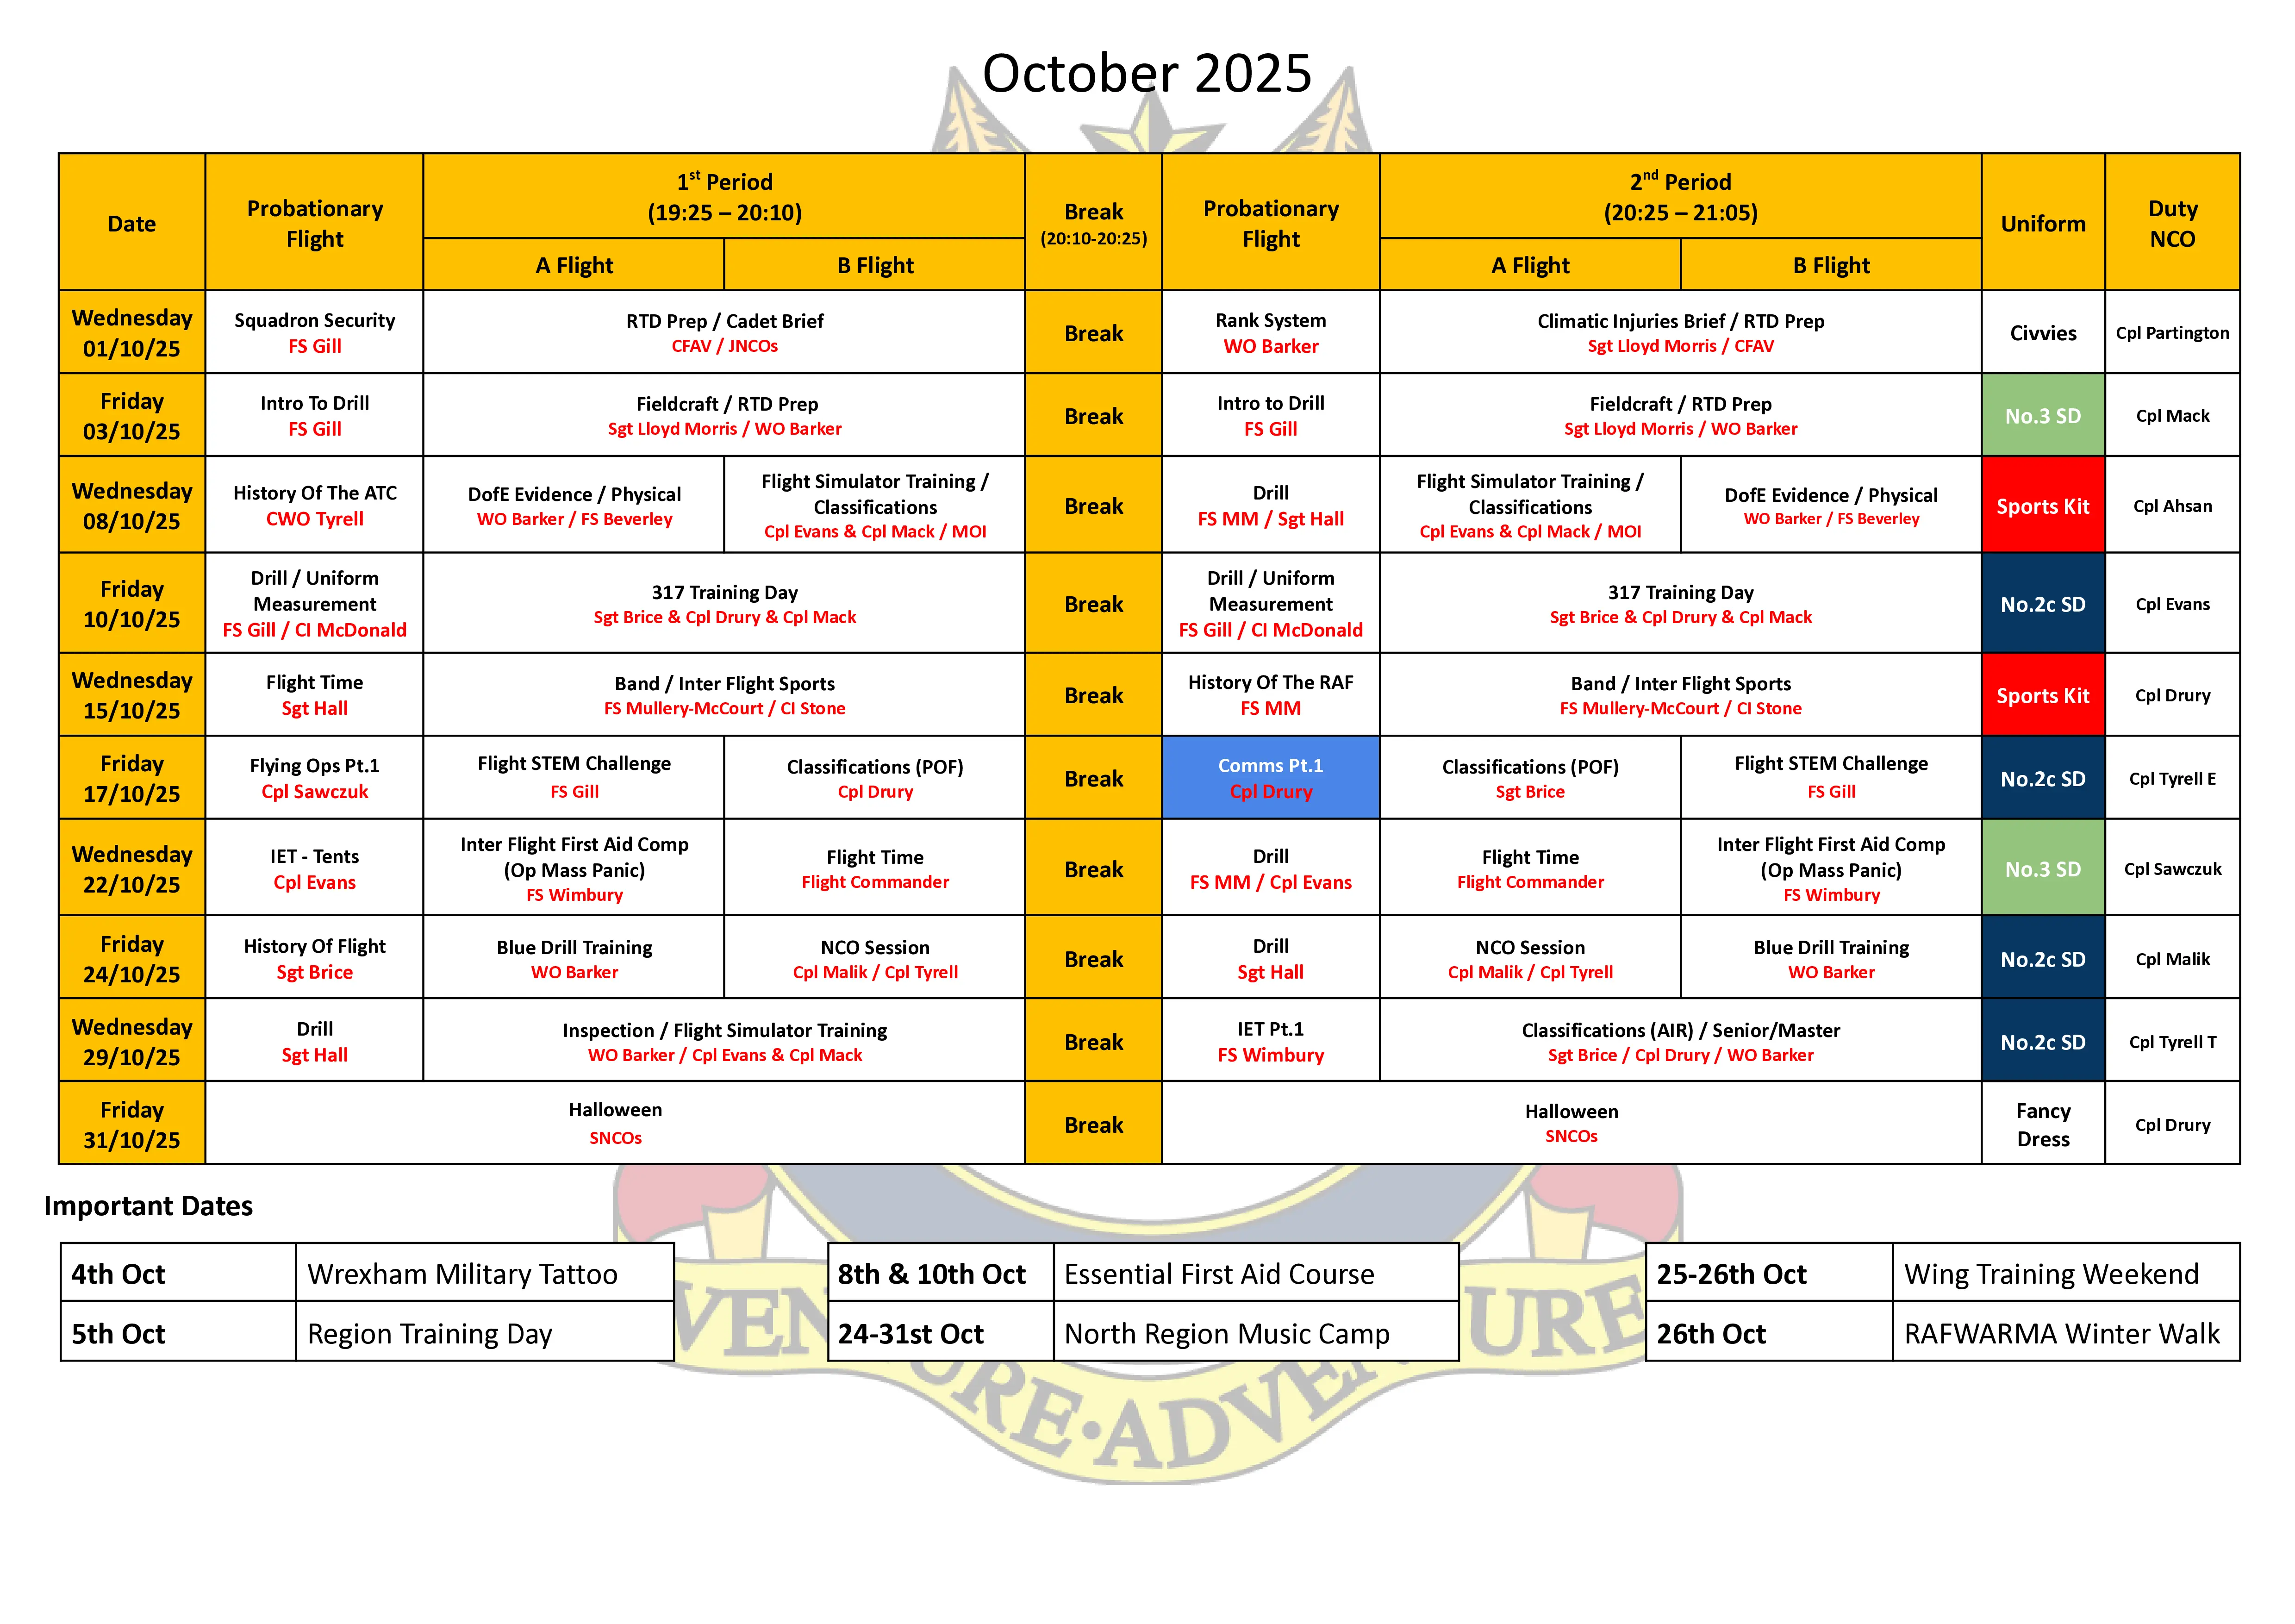 October 2025
Date
Probationary
Flight
1st Period
(19:25 – 20:10)
A Flight
B Flight
Break
(20:10-20:25)
Probationary
Flight
2nd Period
(20:25 – 21:05)
A Flight
B Flight
Uniform
Duty
NCO
Wednesday
01/10/25
Squadron Security
FS Gill
RTD Prep / Cadet Brief
CFAV / JNCOs
Break
Rank System
WO Barker
Climatic Injuries Brief / RTD Prep
Sgt Lloyd Morris / CFAV
Civvies
Cpl Partington
Friday
03/10/25
Intro To Drill
FS Gill
Fieldcraft / RTD Prep
Sgt Lloyd Morris / WO Barker
Break
Intro to Drill
FS Gill
Fieldcraft / RTD Prep
Sgt Lloyd Morris / WO Barker
No.3 SD
Cpl Mack
Wednesday
08/10/25
History Of The ATC
CWO Tyrell
DofE Evidence / Physical
WO Barker / FS Beverley
Flight Simulator Training /
Classifications
Cpl Evans & Cpl Mack / MOI
Break
Drill
FS MM / Sgt Hall
Flight Simulator Training /
Classifications
Cpl Evans & Cpl Mack / MOI
DofE Evidence / Physical
WO Barker / FS Beverley
Sports Kit
Cpl Ahsan
Friday
10/10/25
Drill / Uniform
Measurement
FS Gill / CI McDonald
317 Training Day
Sgt Brice & Cpl Drury & Cpl Mack
Break
Drill / Uniform
Measurement
FS Gill / CI McDonald
317 Training Day
Sgt Brice & Cpl Drury & Cpl Mack
No.2c SD
Cpl Evans
Wednesday
15/10/25
Flight Time
Sgt Hall
Band / Inter Flight Sports
FS Mullery-McCourt / CI Stone
Break
History Of The RAF
FS MM
Band / Inter Flight Sports
FS Mullery-McCourt / CI Stone
Sports Kit
Cpl Drury
Friday
17/10/25
Flying Ops Pt.1
Cpl Sawczuk
Flight STEM Challenge
FS Gill
Classifications (POF)
Cpl Drury
Break
Comms Pt.1
Cpl Drury
Classifications (POF)
Sgt Brice
Flight STEM Challenge
FS Gill
No.2c SD
Cpl Tyrell E
Wednesday
22/10/25
IET - Tents
Cpl Evans
Inter Flight First Aid Comp
(Op Mass Panic)
FS Wimbury
Flight Time
Flight Commander
Break
Drill
FS MM / Cpl Evans
Flight Time
Flight Commander
Inter Flight First Aid Comp
(Op Mass Panic)
FS Wimbury
No.3 SD
Cpl Sawczuk
Friday
24/10/25
History Of Flight
Sgt Brice
Blue Drill Training
WO Barker
NCO Session
Cpl Malik / Cpl Tyrell
Break
Drill
Sgt Hall
NCO Session
Cpl Malik / Cpl Tyrell
Blue Drill Training
WO Barker
No.2c SD
Cpl Malik
Wednesday
29/10/25
Drill
Sgt Hall
Inspection / Flight Simulator Training
WO Barker / Cpl Evans & Cpl Mack
Break
IET Pt.1
FS Wimbury
Classifications (AIR) / Senior/Master
Sgt Brice / Cpl Drury / WO Barker
No.2c SD
Cpl Tyrell T
Friday
31/10/25
Halloween
SNCOs
Break
Halloween
SNCOs
Fancy
Dress
Cpl Drury
Important Dates
4th Oct
Wrexham Military Tattoo
5th Oct
Region Training Day
8th & 10th Oct
Essential First Aid Course
24-31st Oct
North Region Music Camp
25-26th Oct
Wing Training Weekend
26th Oct
RAFWARMA Winter Walk